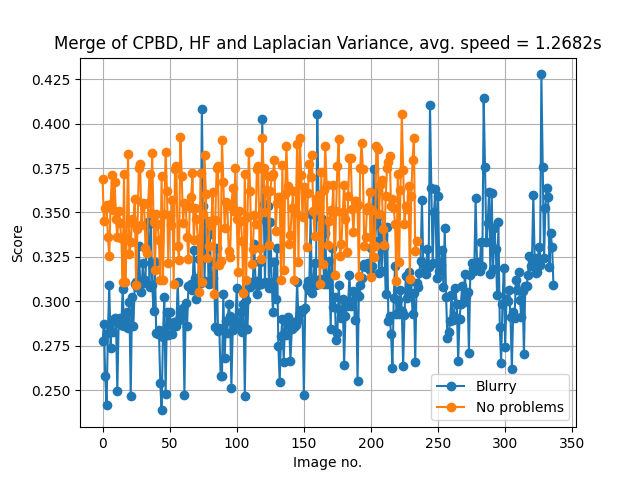 Merge of CPBD, HF and Laplacian Variance, avg. speed = 1.2682s
0.425
0.400
0.375
0.350
0.325
0.300
0.275
0.250
Score
Blurry
No problems
0 50 100 150 200 250 300 350
Image no.